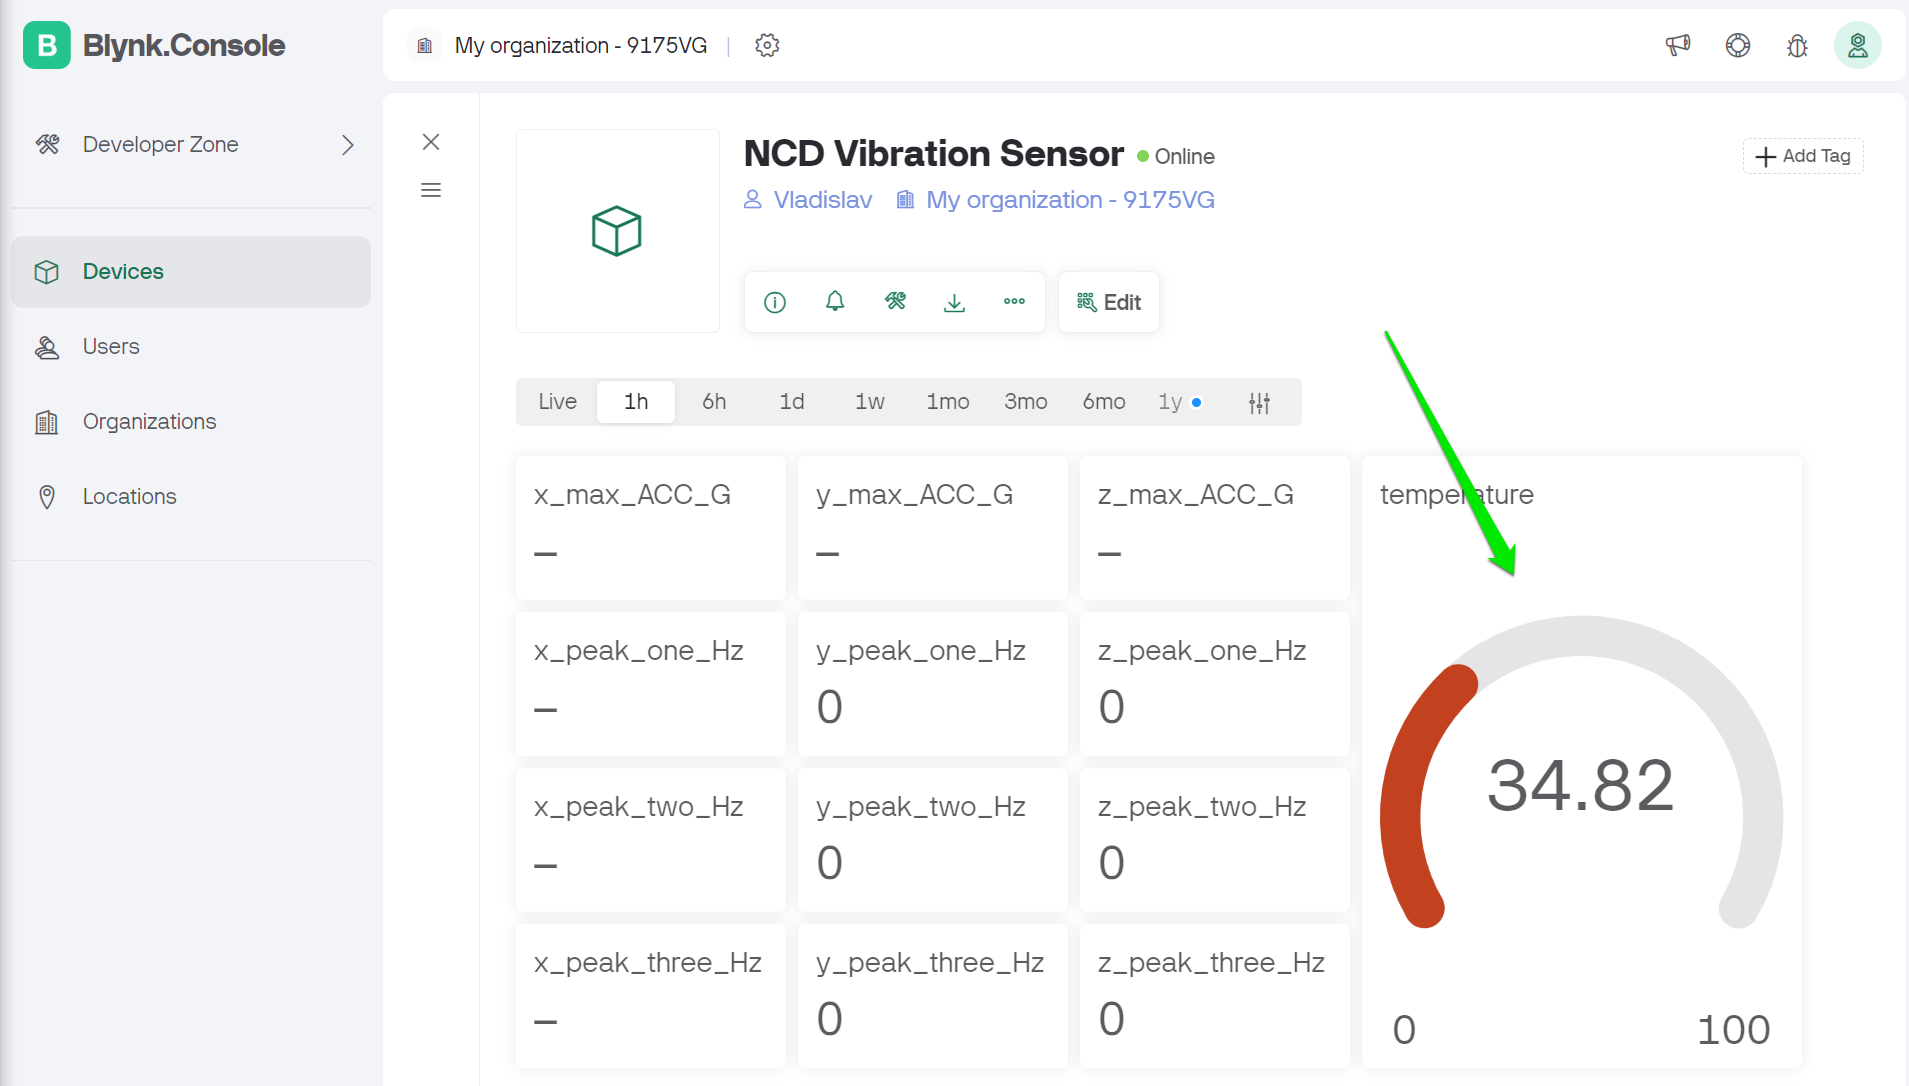 B Blynk.Console
My organization - 9175VG
Developer Zone
Devices
Users
Organizations
Locations
NCD Vibration Sensor Online
Vladislav My organization - 9175VG
Add Tag
Edit
Live 1h 6h 1d 1w 1mo 3mo 6mo 1y
x_max_ACC_G
–
y_max_ACC_G
–
z_max_ACC_G
–
x_peak_one_Hz
–
y_peak_one_Hz
0
z_peak_one_Hz
0
x_peak_two_Hz
–
y_peak_two_Hz
0
z_peak_two_Hz
0
x_peak_three_Hz
–
y_peak_three_Hz
0
z_peak_three_Hz
0
temperature
34.82
0 100